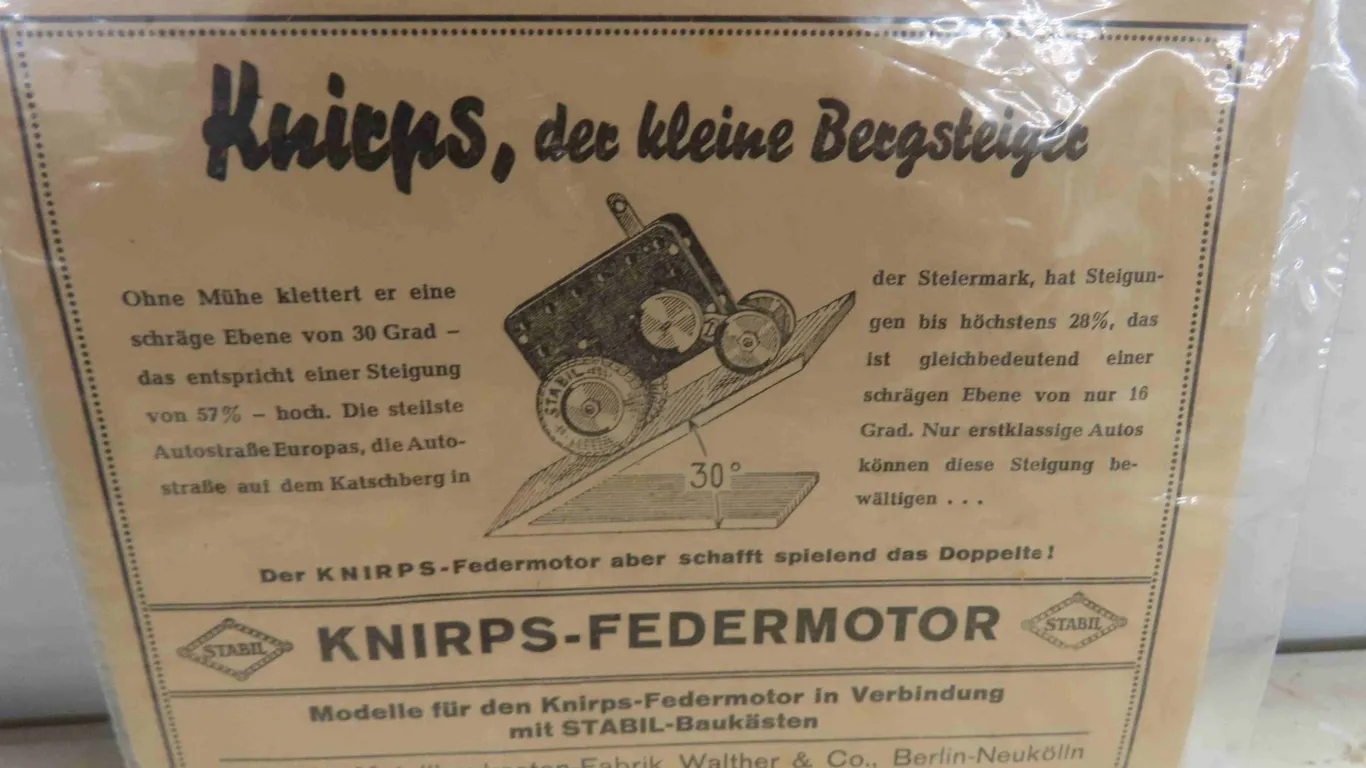 Knirps, der kleine Bergsteiger
Ohne Mühe klettert er eine
schräge Ebene von 30 Grad –
das entspricht einer Steigung
von 57% – hoch. Die steilste
Autostraße Europas, die Auto-
straße auf dem Katschberg in
der Steiermark, hat Steigun-
gen bis höchstens 28%, das
ist gleichbedeutend einer
schrägen Ebene von nur 16
Grad. Nur erstklassige Autos
können diese Steigung be-
wältigen . . .
STABIL
30°
Der KNIRPS-Federmotor aber schafft spielend das Doppelte!
STABIL
KNIRPS-FEDERMOTOR
STABIL
Modelle für den Knirps-Federmotor in Verbindung
mit STABIL-Baukästen
Fabrik Walther & Co., Berlin-Neukölln